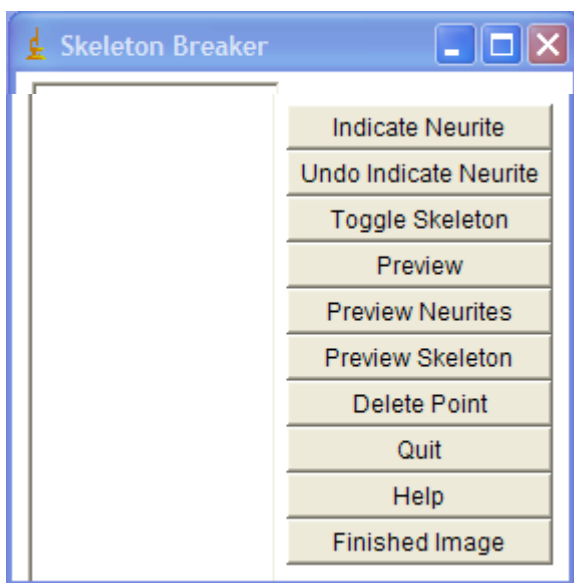 Skeleton Breaker
Indicate Neurite
Undo Indicate Neurite
Toggle Skeleton
Preview
Preview Neurites
Preview Skeleton
Delete Point
Quit
Help
Finished Image